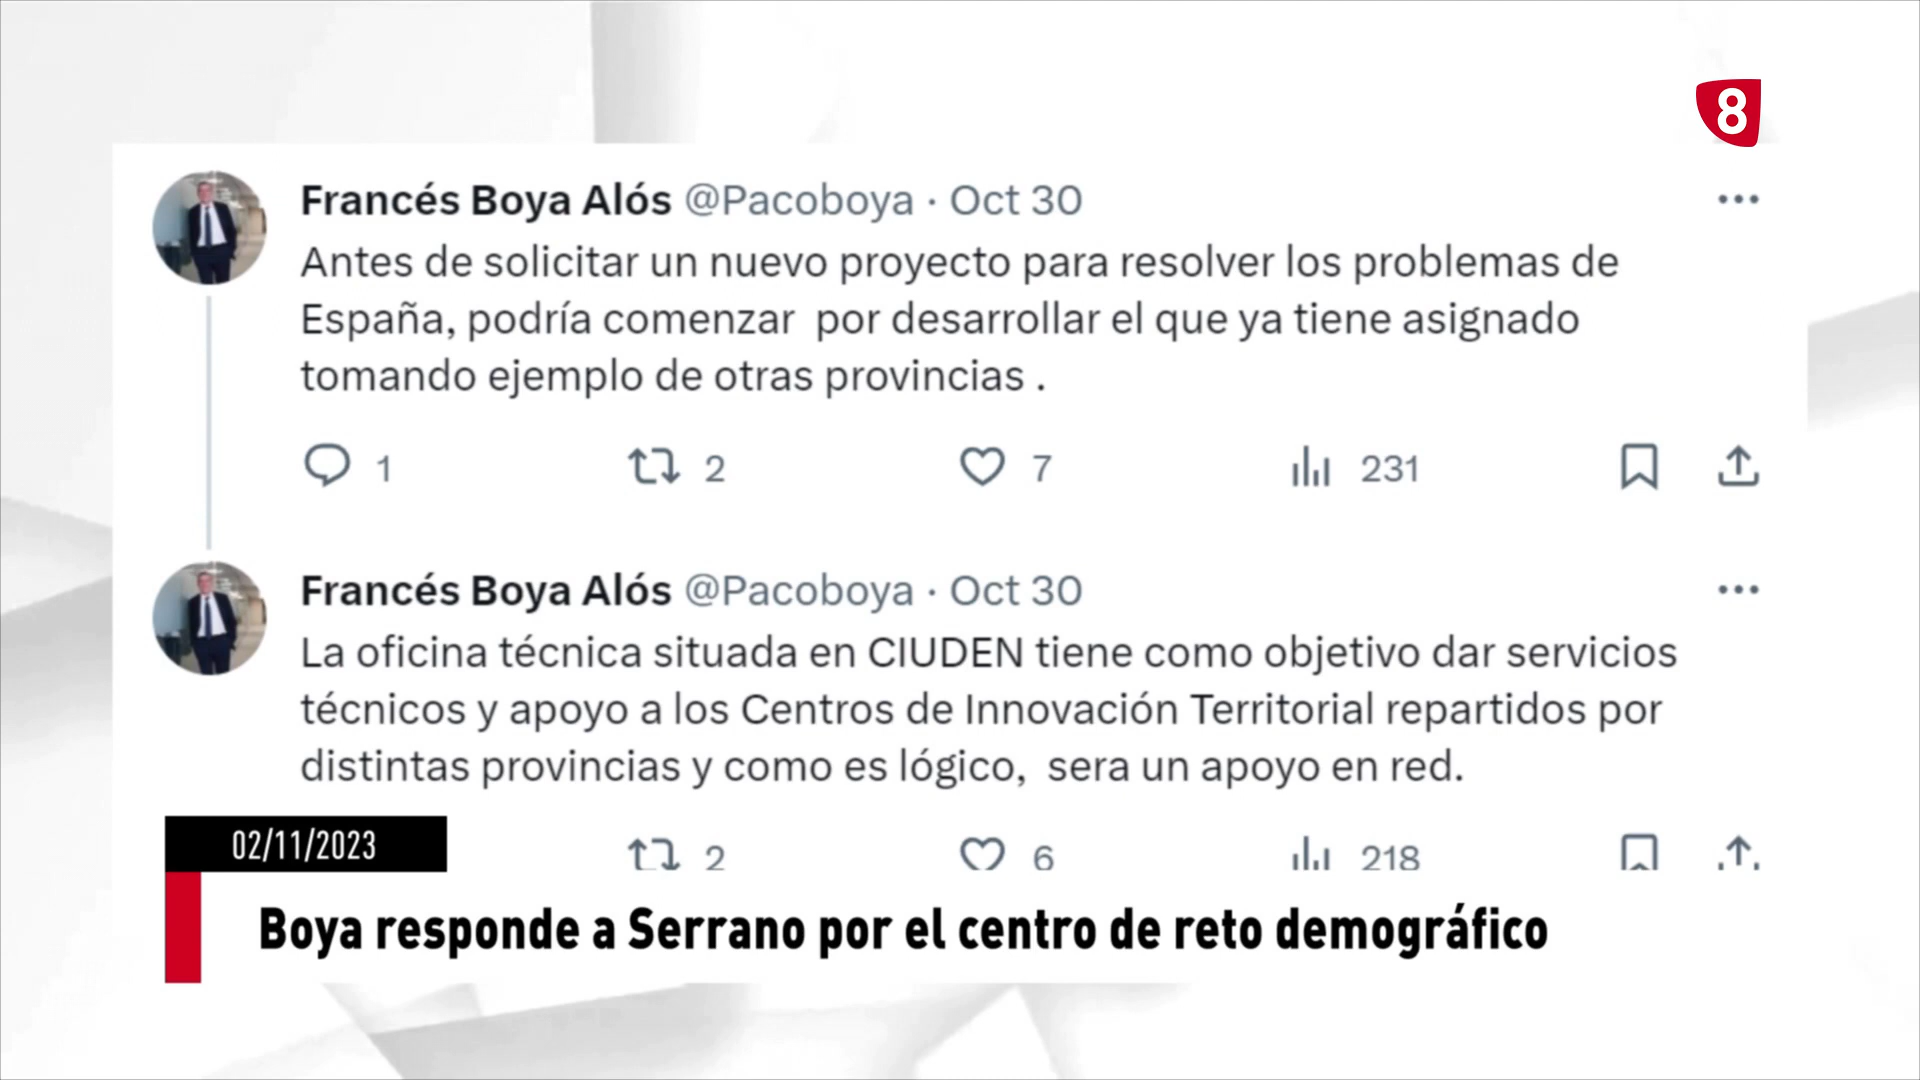 8
Francés Boya Alós @Pacoboya · Oct 30
Antes de solicitar un nuevo proyecto para resolver los problemas de
España, podría comenzar  por desarrollar el que ya tiene asignado
tomando ejemplo de otras provincias .
1 2 7 231
Francés Boya Alós @Pacoboya · Oct 30
La oficina técnica situada en CIUDEN tiene como objetivo dar servicios
técnicos y apoyo a los Centros de Innovación Territorial repartidos por
distintas provincias y como es lógico,  sera un apoyo en red.
2 6 218
02/11/2023
Boya responde a Serrano por el centro de reto demográfico